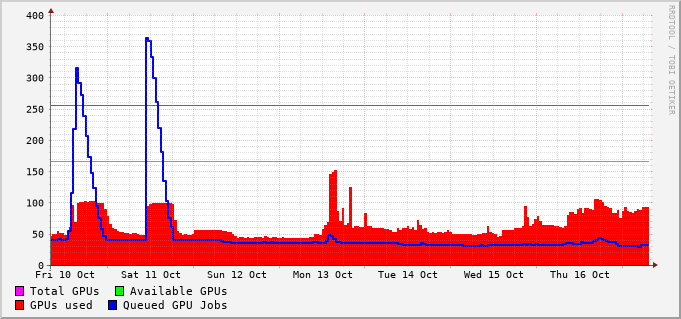 400
350
300
250
200
150
100
50
0
Fri 10 Oct Sat 11 Oct Sun 12 Oct Mon 13 Oct Tue 14 Oct Wed 15 Oct Thu 16 Oct
Total GPUs Available GPUs
GPUs used Queued GPU Jobs
RRDTOOL / TOBI OETIKER